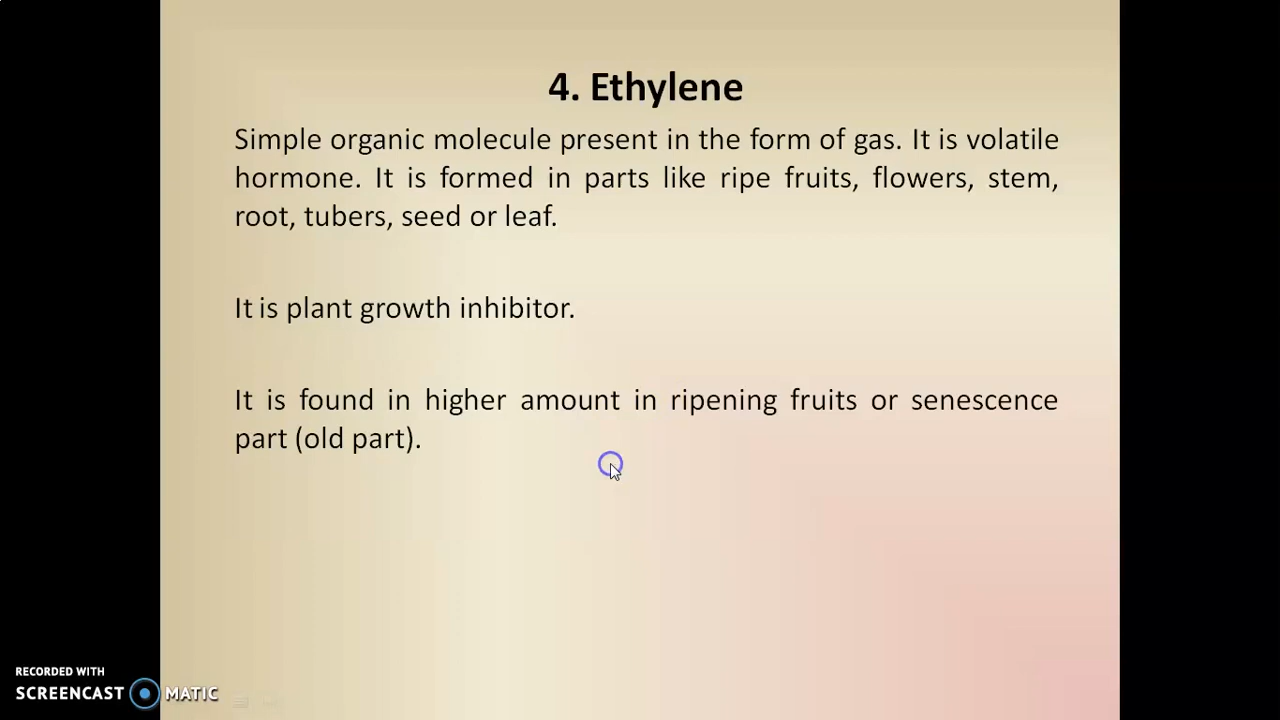 4. Ethylene
Simple organic molecule present in the form of gas. It is volatile
hormone. It is formed in parts like ripe fruits, flowers, stem,
root, tubers, seed or leaf.
It is plant growth inhibitor.
It is found in higher amount in ripening fruits or senescence
part (old part).
RECORDED WITH
SCREENCAST MATIC